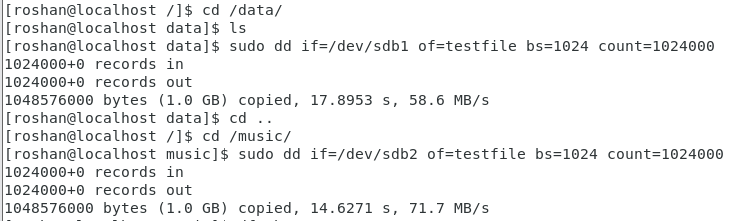 [roshan@localhost /]$ cd /data/
[roshan@localhost data]$ ls
[roshan@localhost data]$ sudo dd if=/dev/sdb1 of=testfile bs=1024 count=1024000
1024000+0 records in
1024000+0 records out
1048576000 bytes (1.0 GB) copied, 17.8953 s, 58.6 MB/s
[roshan@localhost data]$ cd ..
[roshan@localhost /]$ cd /music/
[roshan@localhost music]$ sudo dd if=/dev/sdb2 of=testfile bs=1024 count=1024000
1024000+0 records in
1024000+0 records out
1048576000 bytes (1.0 GB) copied, 14.6271 s, 71.7 MB/s